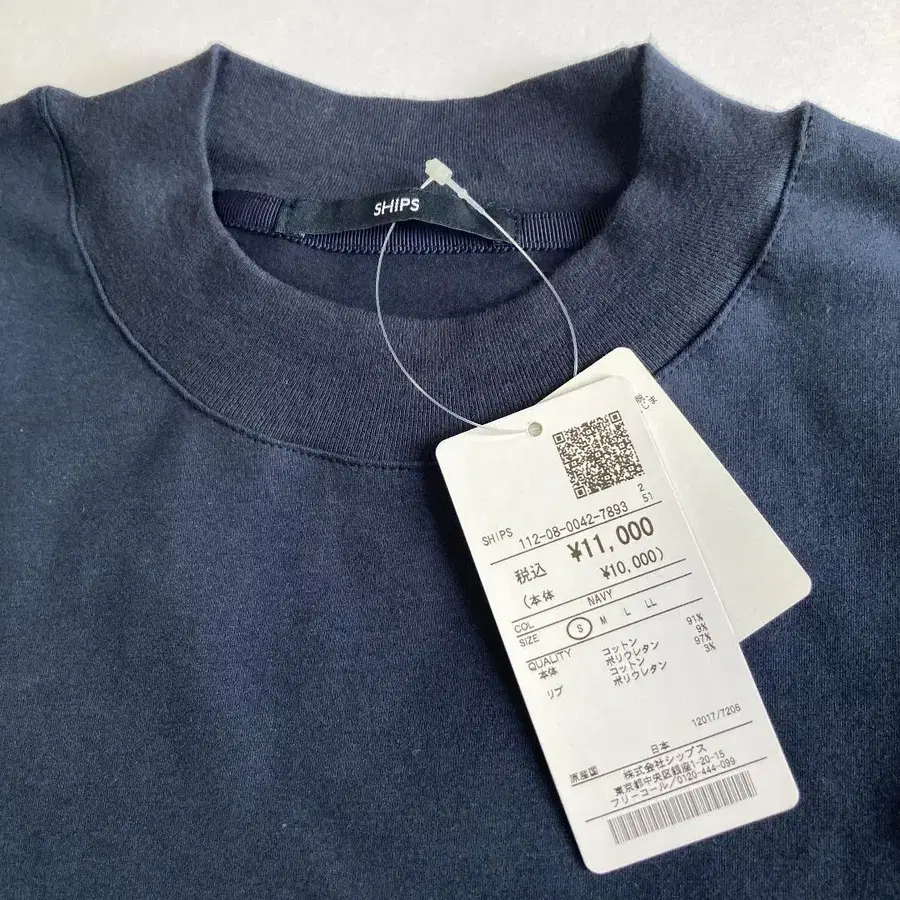 SHIPS
脱
じま
2
51
SHIPS 112-08-0042-7893
税込 ¥11,000
(本体 ¥10,000)
COL NAVY
SIZE S M L LL
QUALITY
本体 コットン 91%
ポリウレタン 9%
リブ コットン 97%
ポリウレタン 3%
12017/7206
原産国 日本
株式会社シップス
東京都中央区銀座1-20-15
フリーコール/0120-444-099